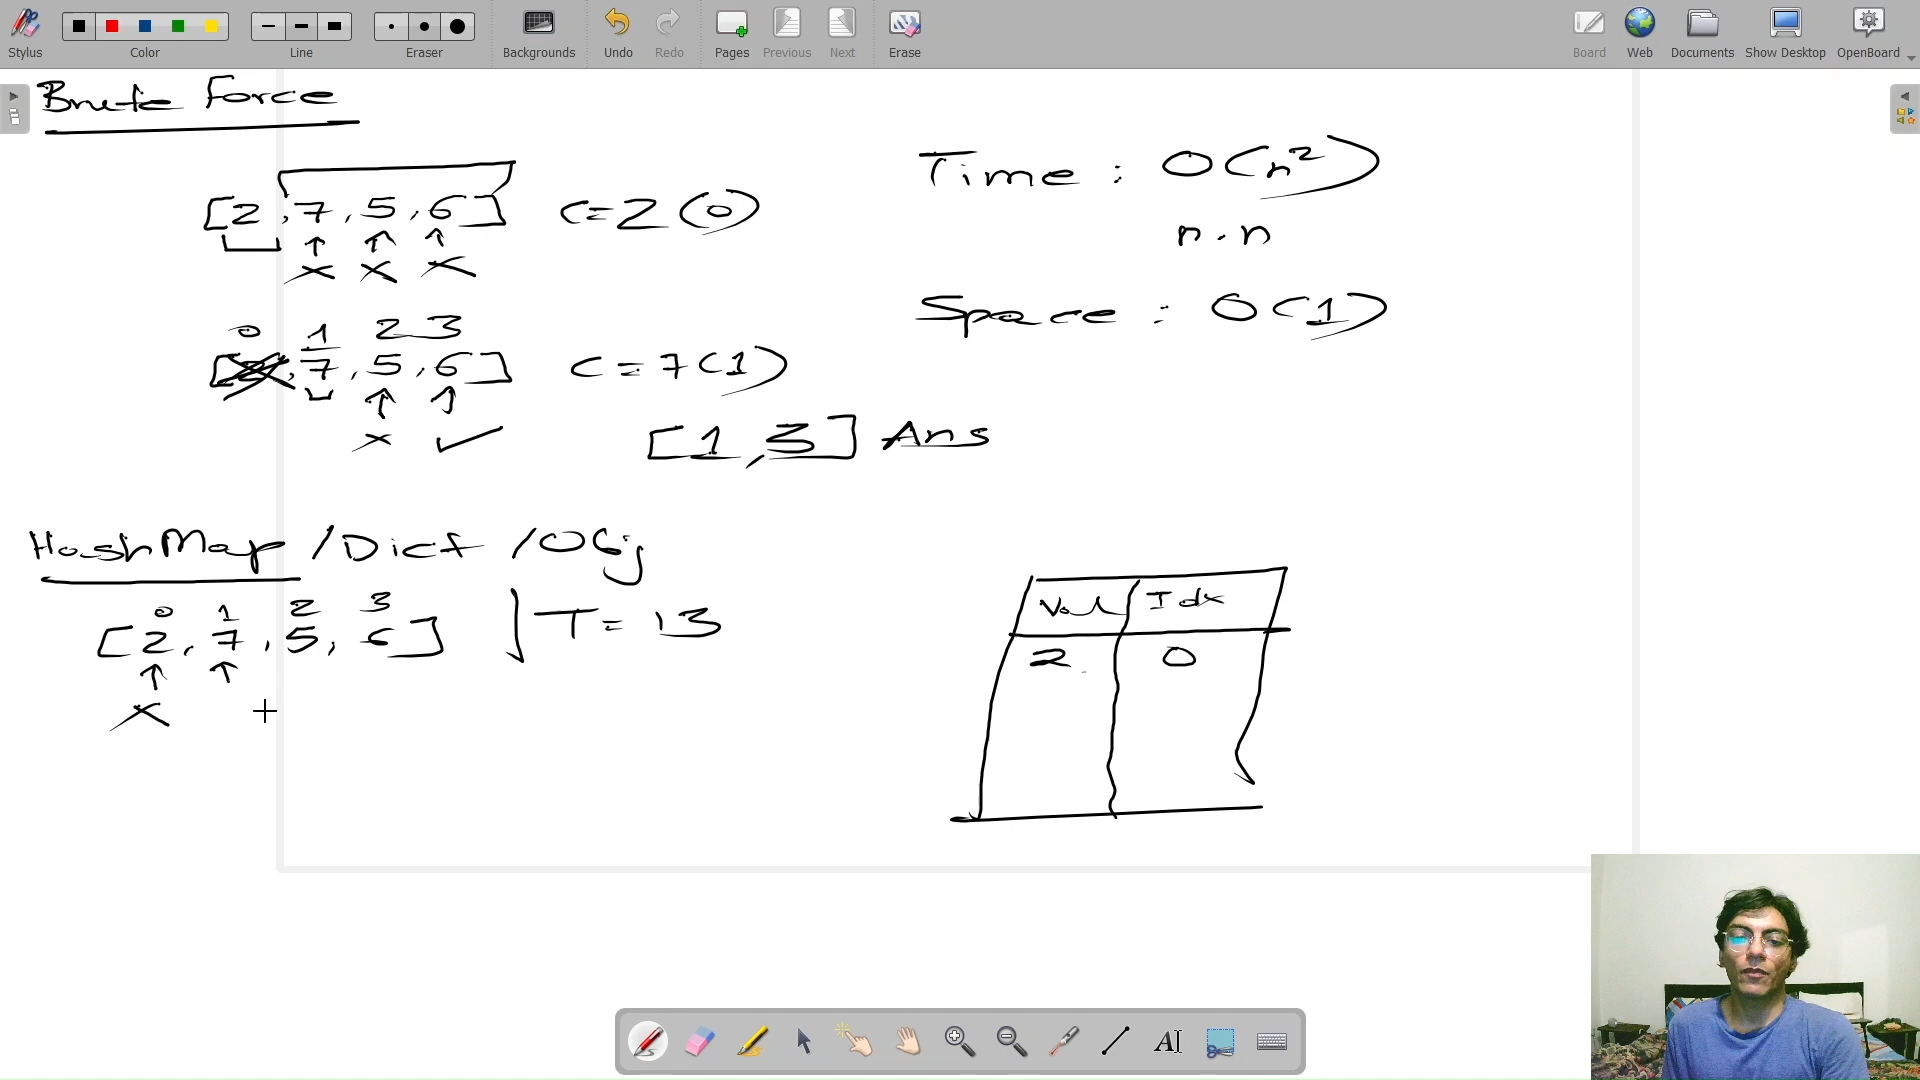 Stylus Color Line Eraser Backgrounds Undo Redo Pages Previous Next Erase Board Web Documents Show Desktop OpenBoard
Brute Force
[2,7,5,6] C=2(0)
Time : O(n²)
n.n
Space : O(1)
0 1 2 3
[2,7,5,6] C=7(1)
[1,3] Ans
HashMap/Dict/Obj
0 1 2 3
[2,7,5,6] T=13
Val Idx
2 0